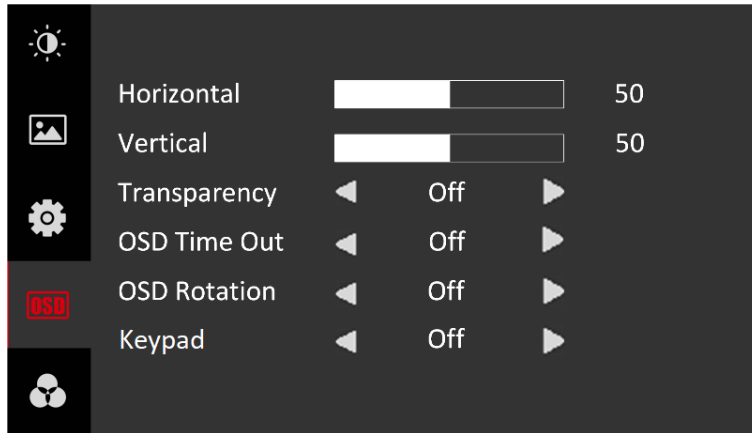 Horizontal 50
Vertical 50
Transparency Off
OSD Time Out Off
OSD Rotation Off
OSD
Keypad Off